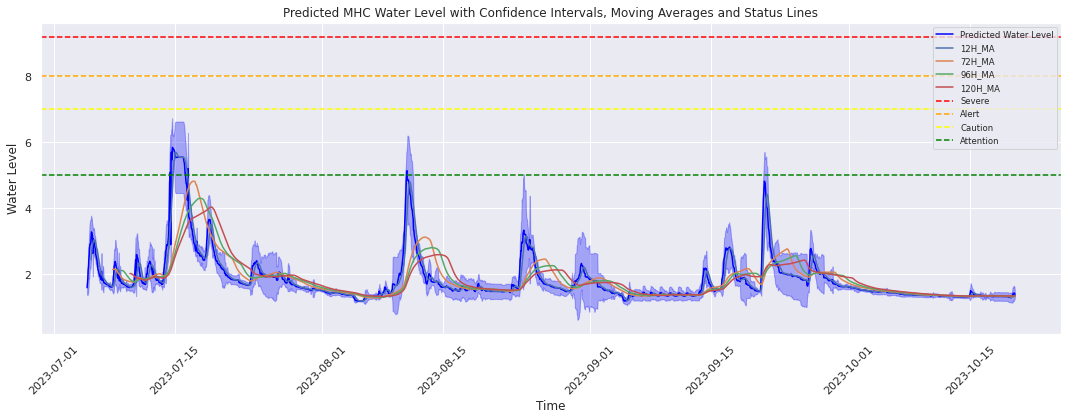 Predicted MHC Water Level with Confidence Intervals, Moving Averages and Status Lines
Predicted Water Level
12H_MA
72H_MA
96H_MA
120H_MA
Severe
Alert
Caution
Attention
8
6
4
2
Water Level
2023-07-01
2023-07-15
2023-08-01
2023-08-15
2023-09-01
2023-09-15
2023-10-01
2023-10-15
Time